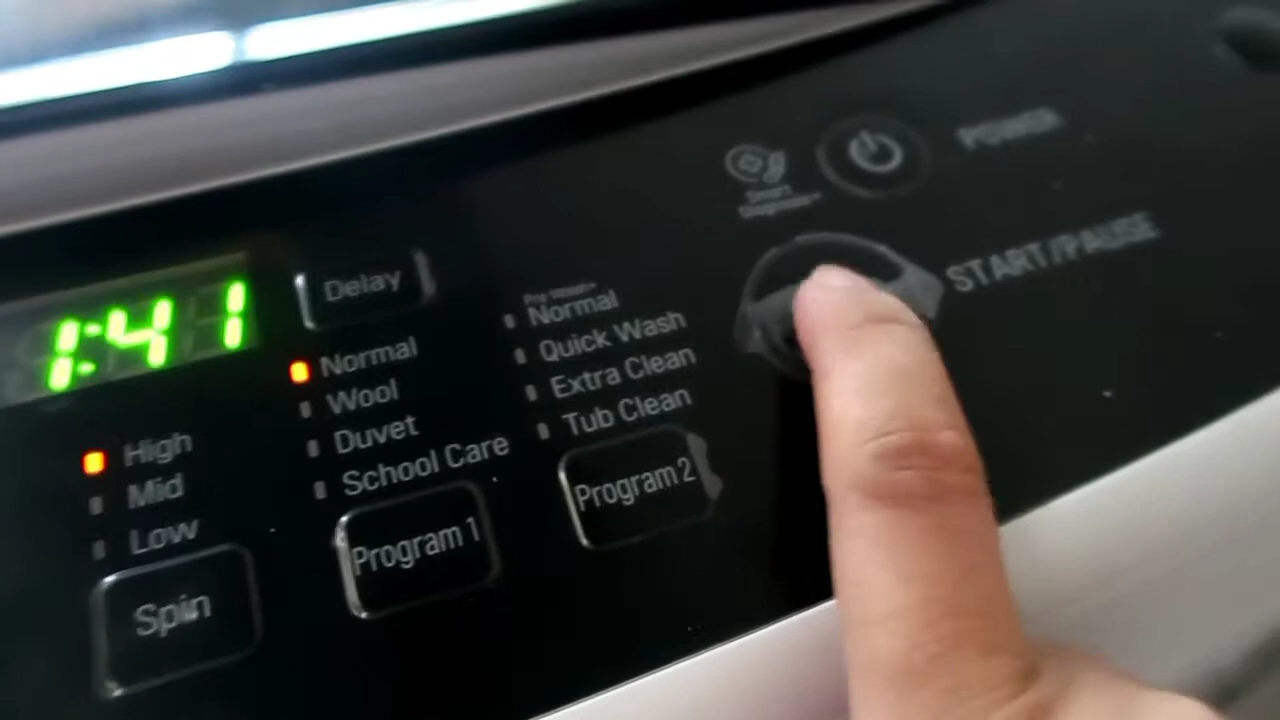 POWER
Smart
Diagnosis™
START/PAUSE
1:41
Delay
Normal
Wool
Duvet
School Care
Pre Wash+
Normal
Quick Wash
Extra Clean
Tub Clean
High
Mid
Low
Spin
Program 1
Program 2